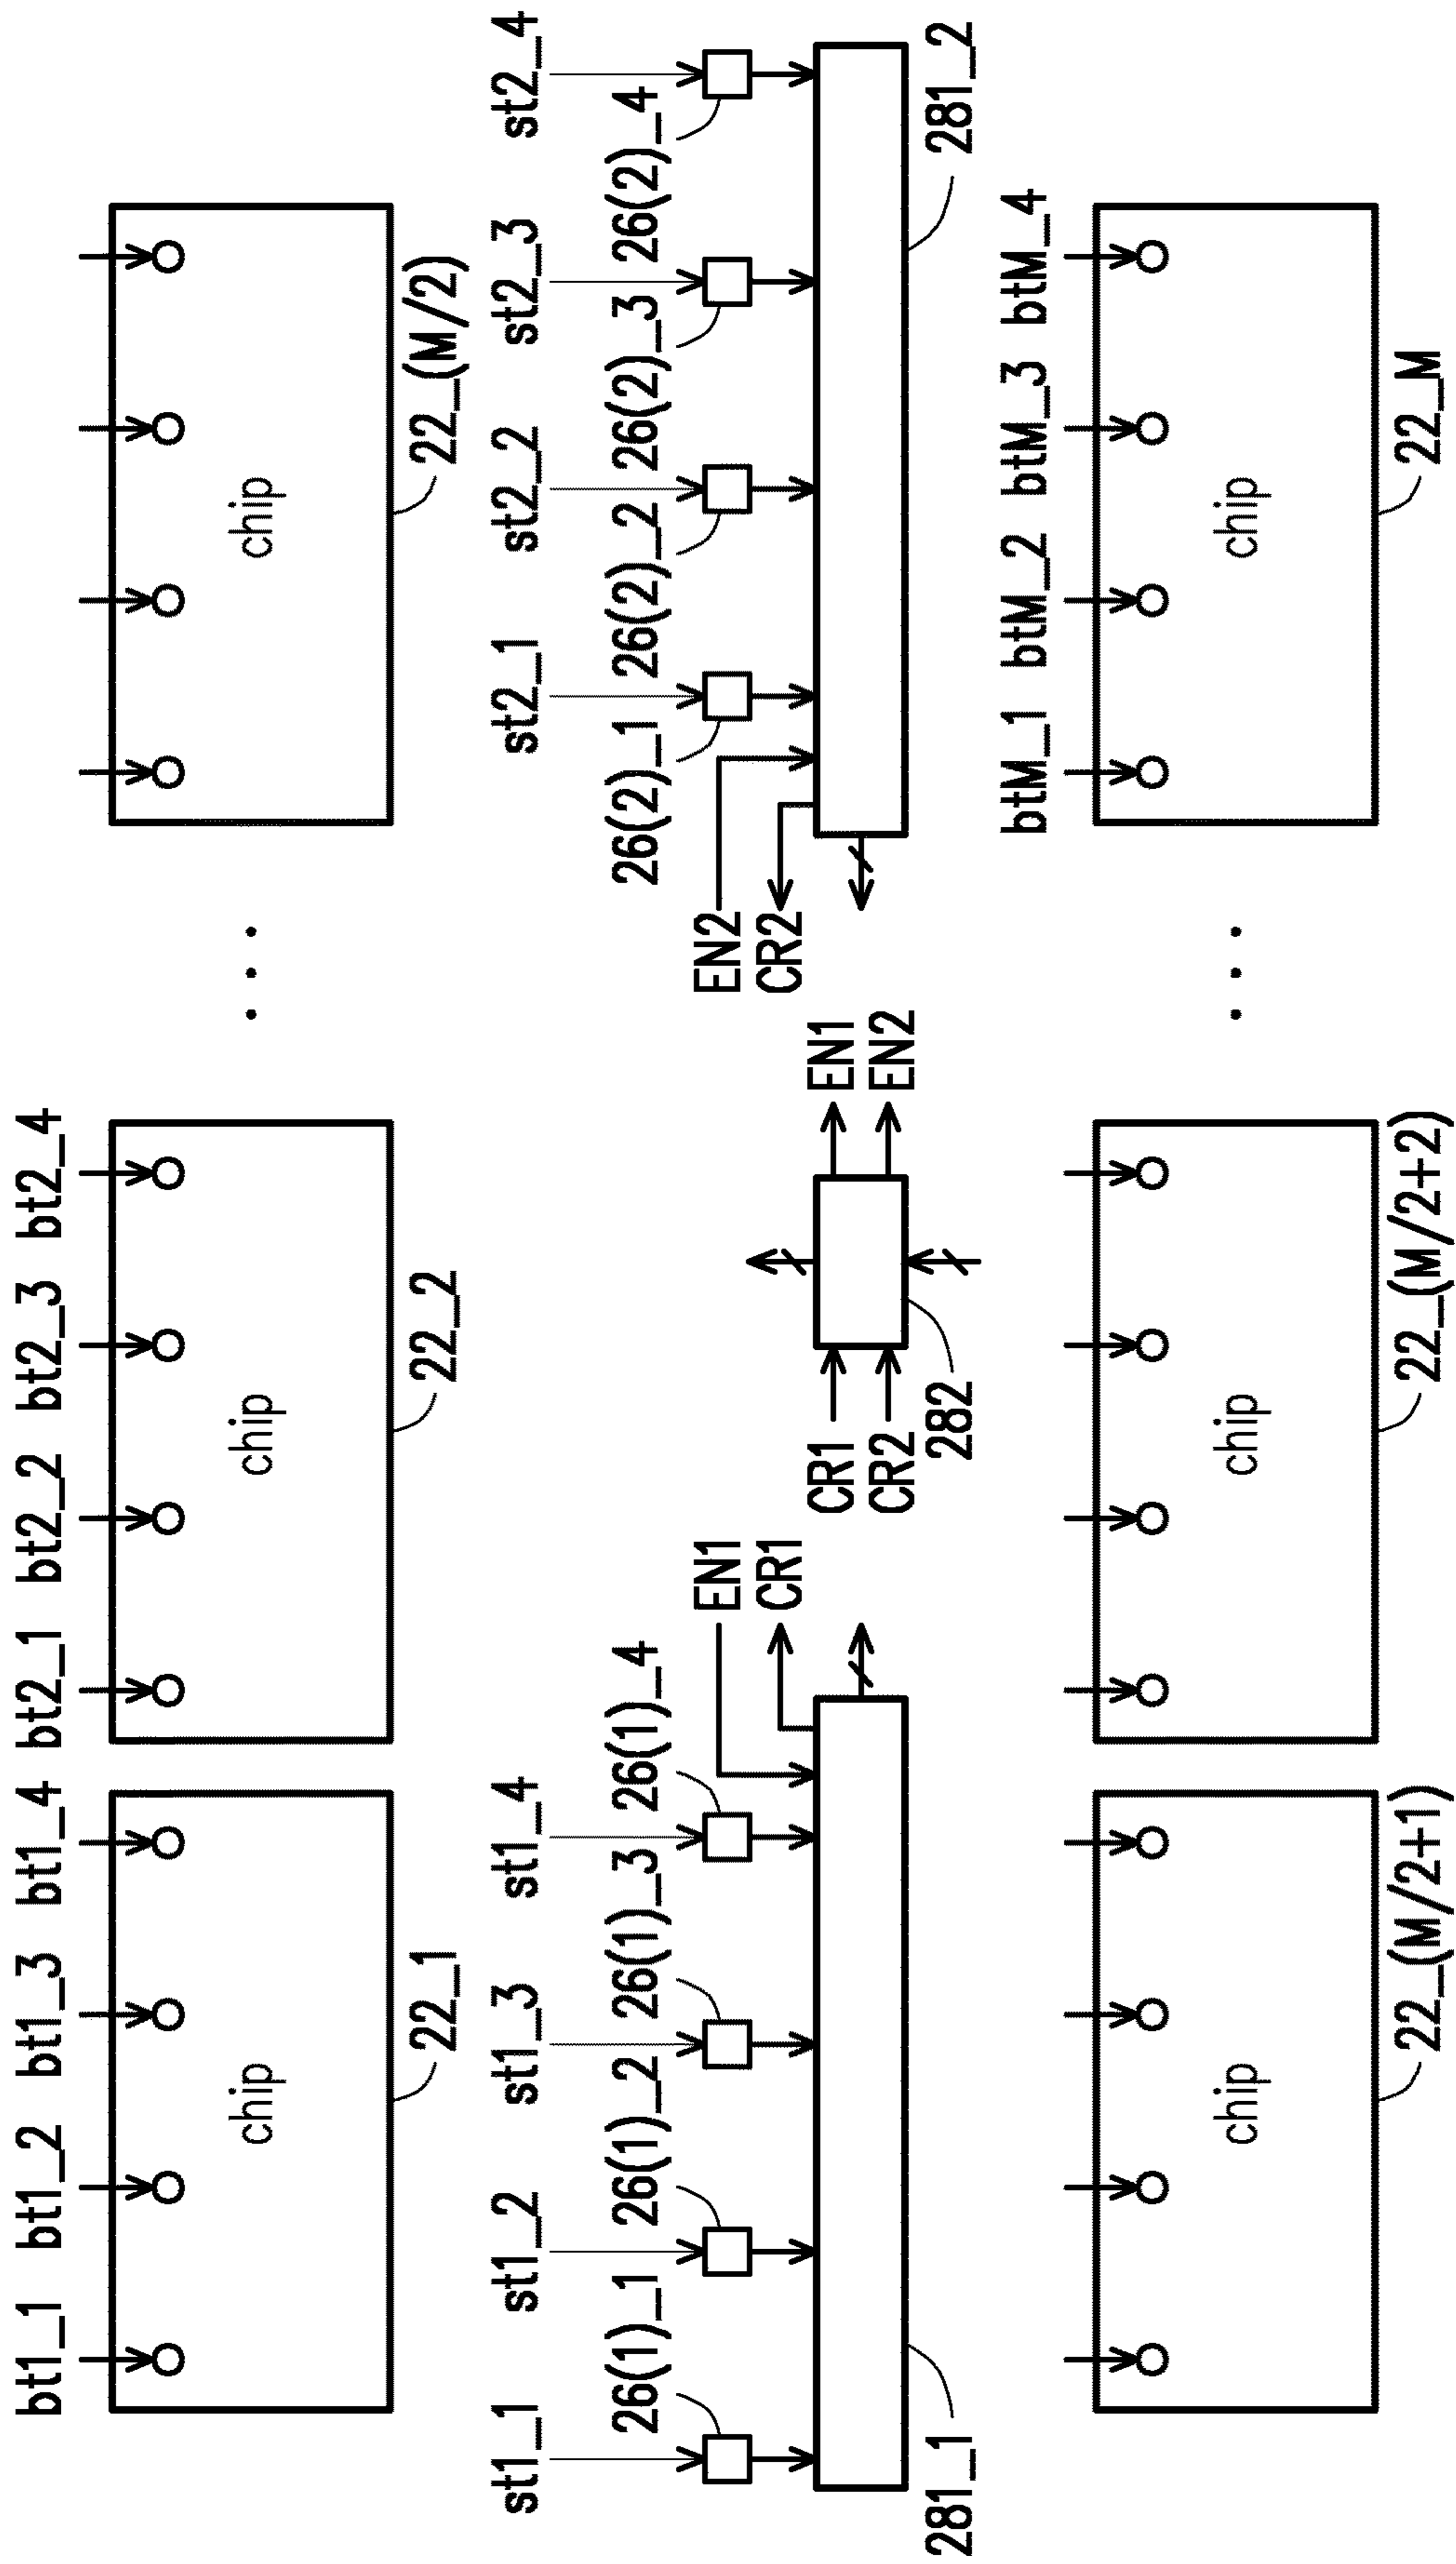 bt1_1 bt1_2 bt1_3 bt1_4 bt2_1 bt2_2 bt2_3 bt2_4
chip chip ... chip
22_1 22_2 22_(M/2)
st1_1 st1_2 st1_3 st1_4 st2_1 st2_2 st2_3 st2_4
26(1)_1 26(1)_2 26(1)_3 26(1)_4 26(2)_1 26(2)_2 26(2)_3 26(2)_4
EN1 EN2
CR1 CR2
CR1 EN1
CR2 EN2
281_1 282 281_2
btM_1 btM_2 btM_3 btM_4
chip chip ... chip
22_(M/2+1) 22_(M/2+2) 22_M